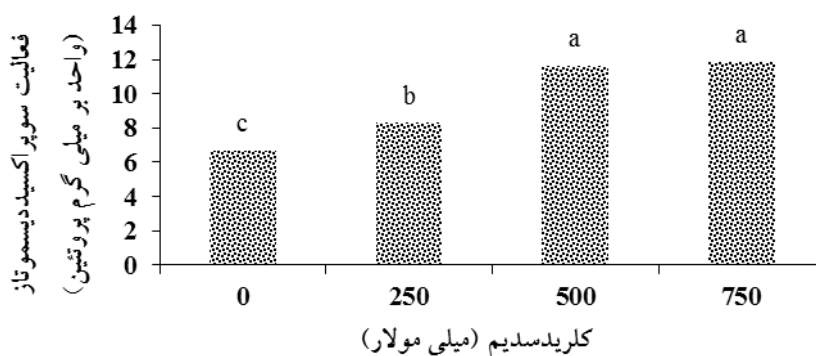 فعالیت سوپراکسیددیسموتاز
(واحد بر میلی گرم پروتئین)
14
12
10
8
6
4
2
0
c
b
a
a
0 250 500 750
کلریدسدیم (میلی مولار)